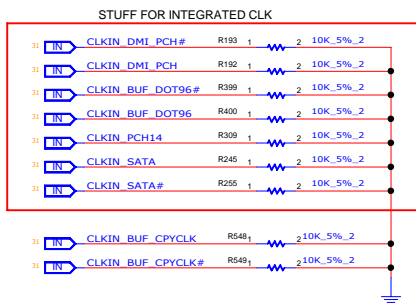 STUFF FOR INTEGRATED CLK
31 IN CLKIN_DMI_PCH# R193 1 2 10K_5%_2
31 IN CLKIN_DMI_PCH R192 1 2 10K_5%_2
31 IN CLKIN_BUF_DOT96# R399 1 2 10K_5%_2
31 IN CLKIN_BUF_DOT96 R400 1 2 10K_5%_2
31 IN CLKIN_PCH14 R309 1 2 10K_5%_2
31 IN CLKIN_SATA R245 1 2 10K_5%_2
31 IN CLKIN_SATA# R255 1 2 10K_5%_2
31 IN CLKIN_BUF_CPYCLK R548 1 2 10K_5%_2
31 IN CLKIN_BUF_CPYCLK# R549 1 2 10K_5%_2